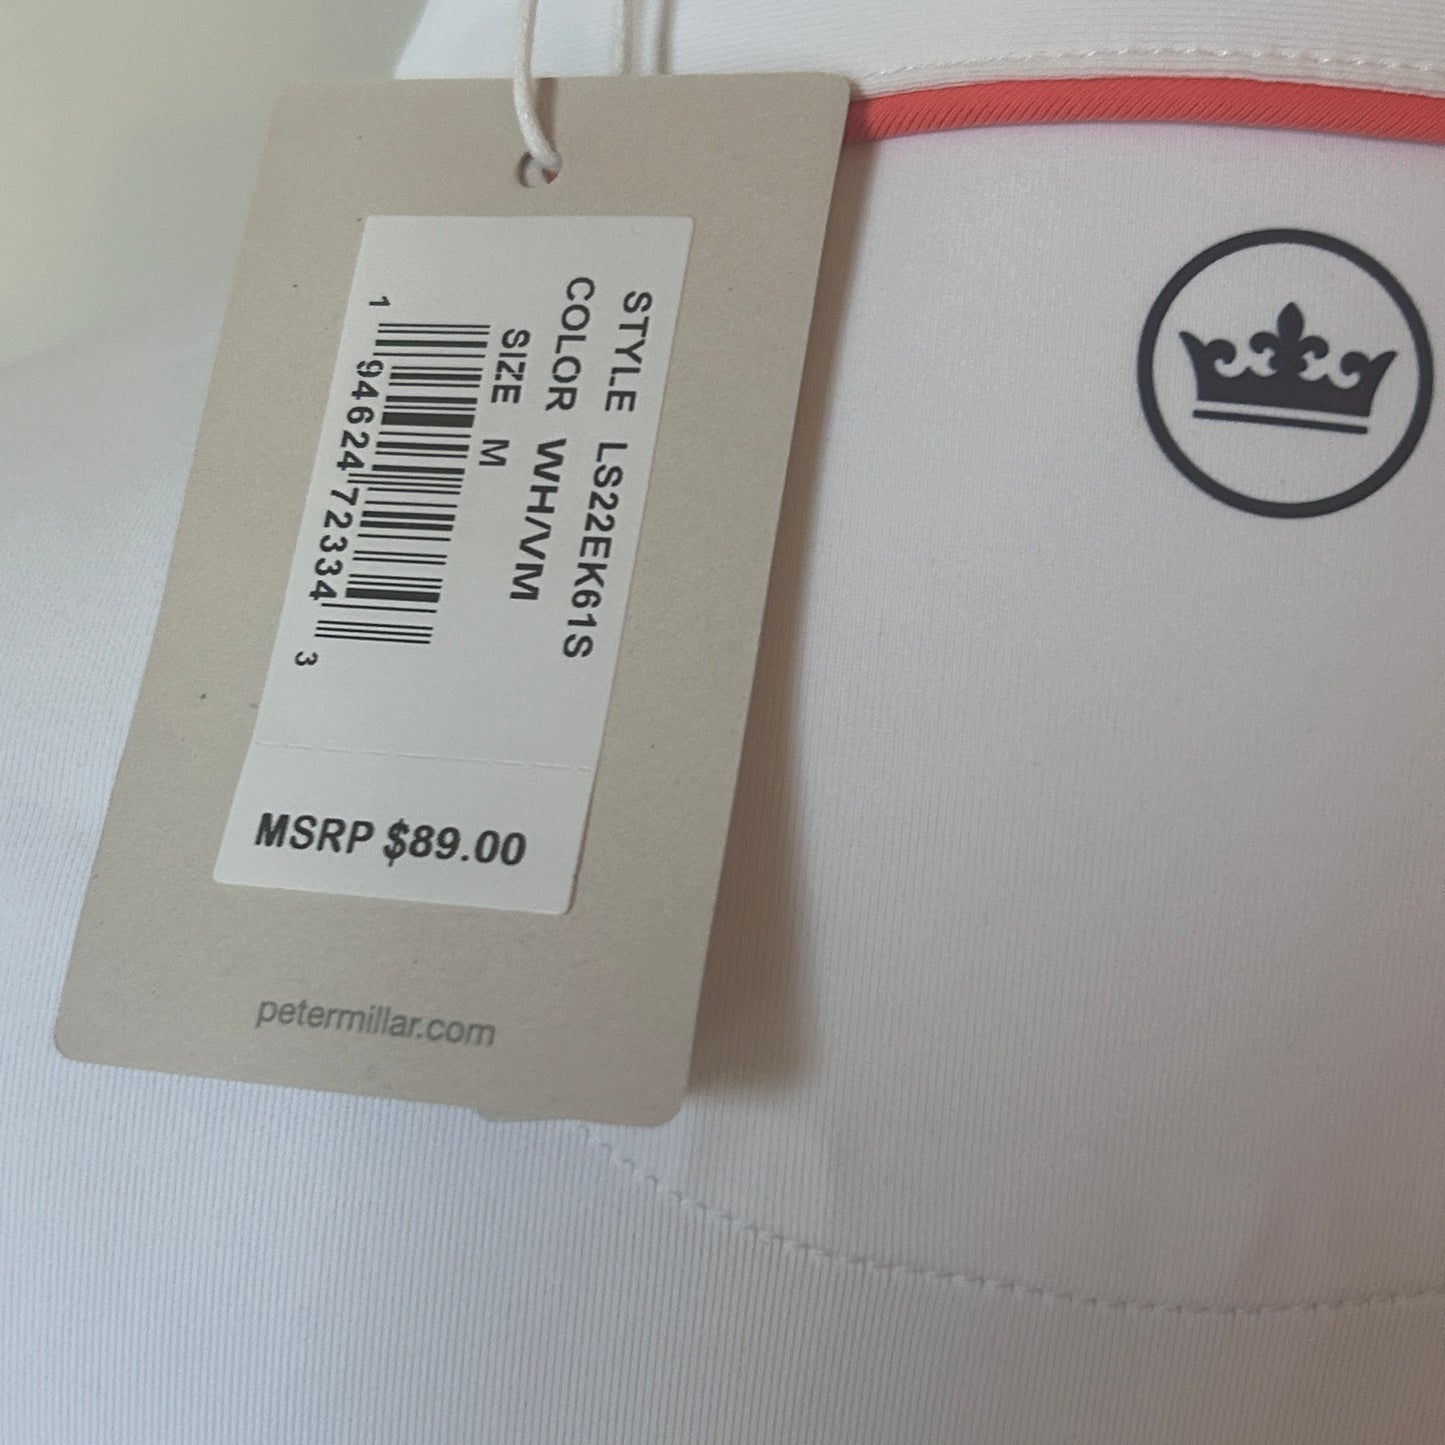 STYLE LS22EK61S
COLOR WH/VM
SIZE M
1 94624 72334 3
MSRP $89.00
petermillar.com